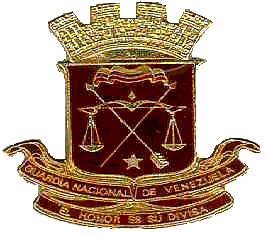 GUARDIA NACIONAL DE VENEZUELA
EL HONOR ES SU DIVISA